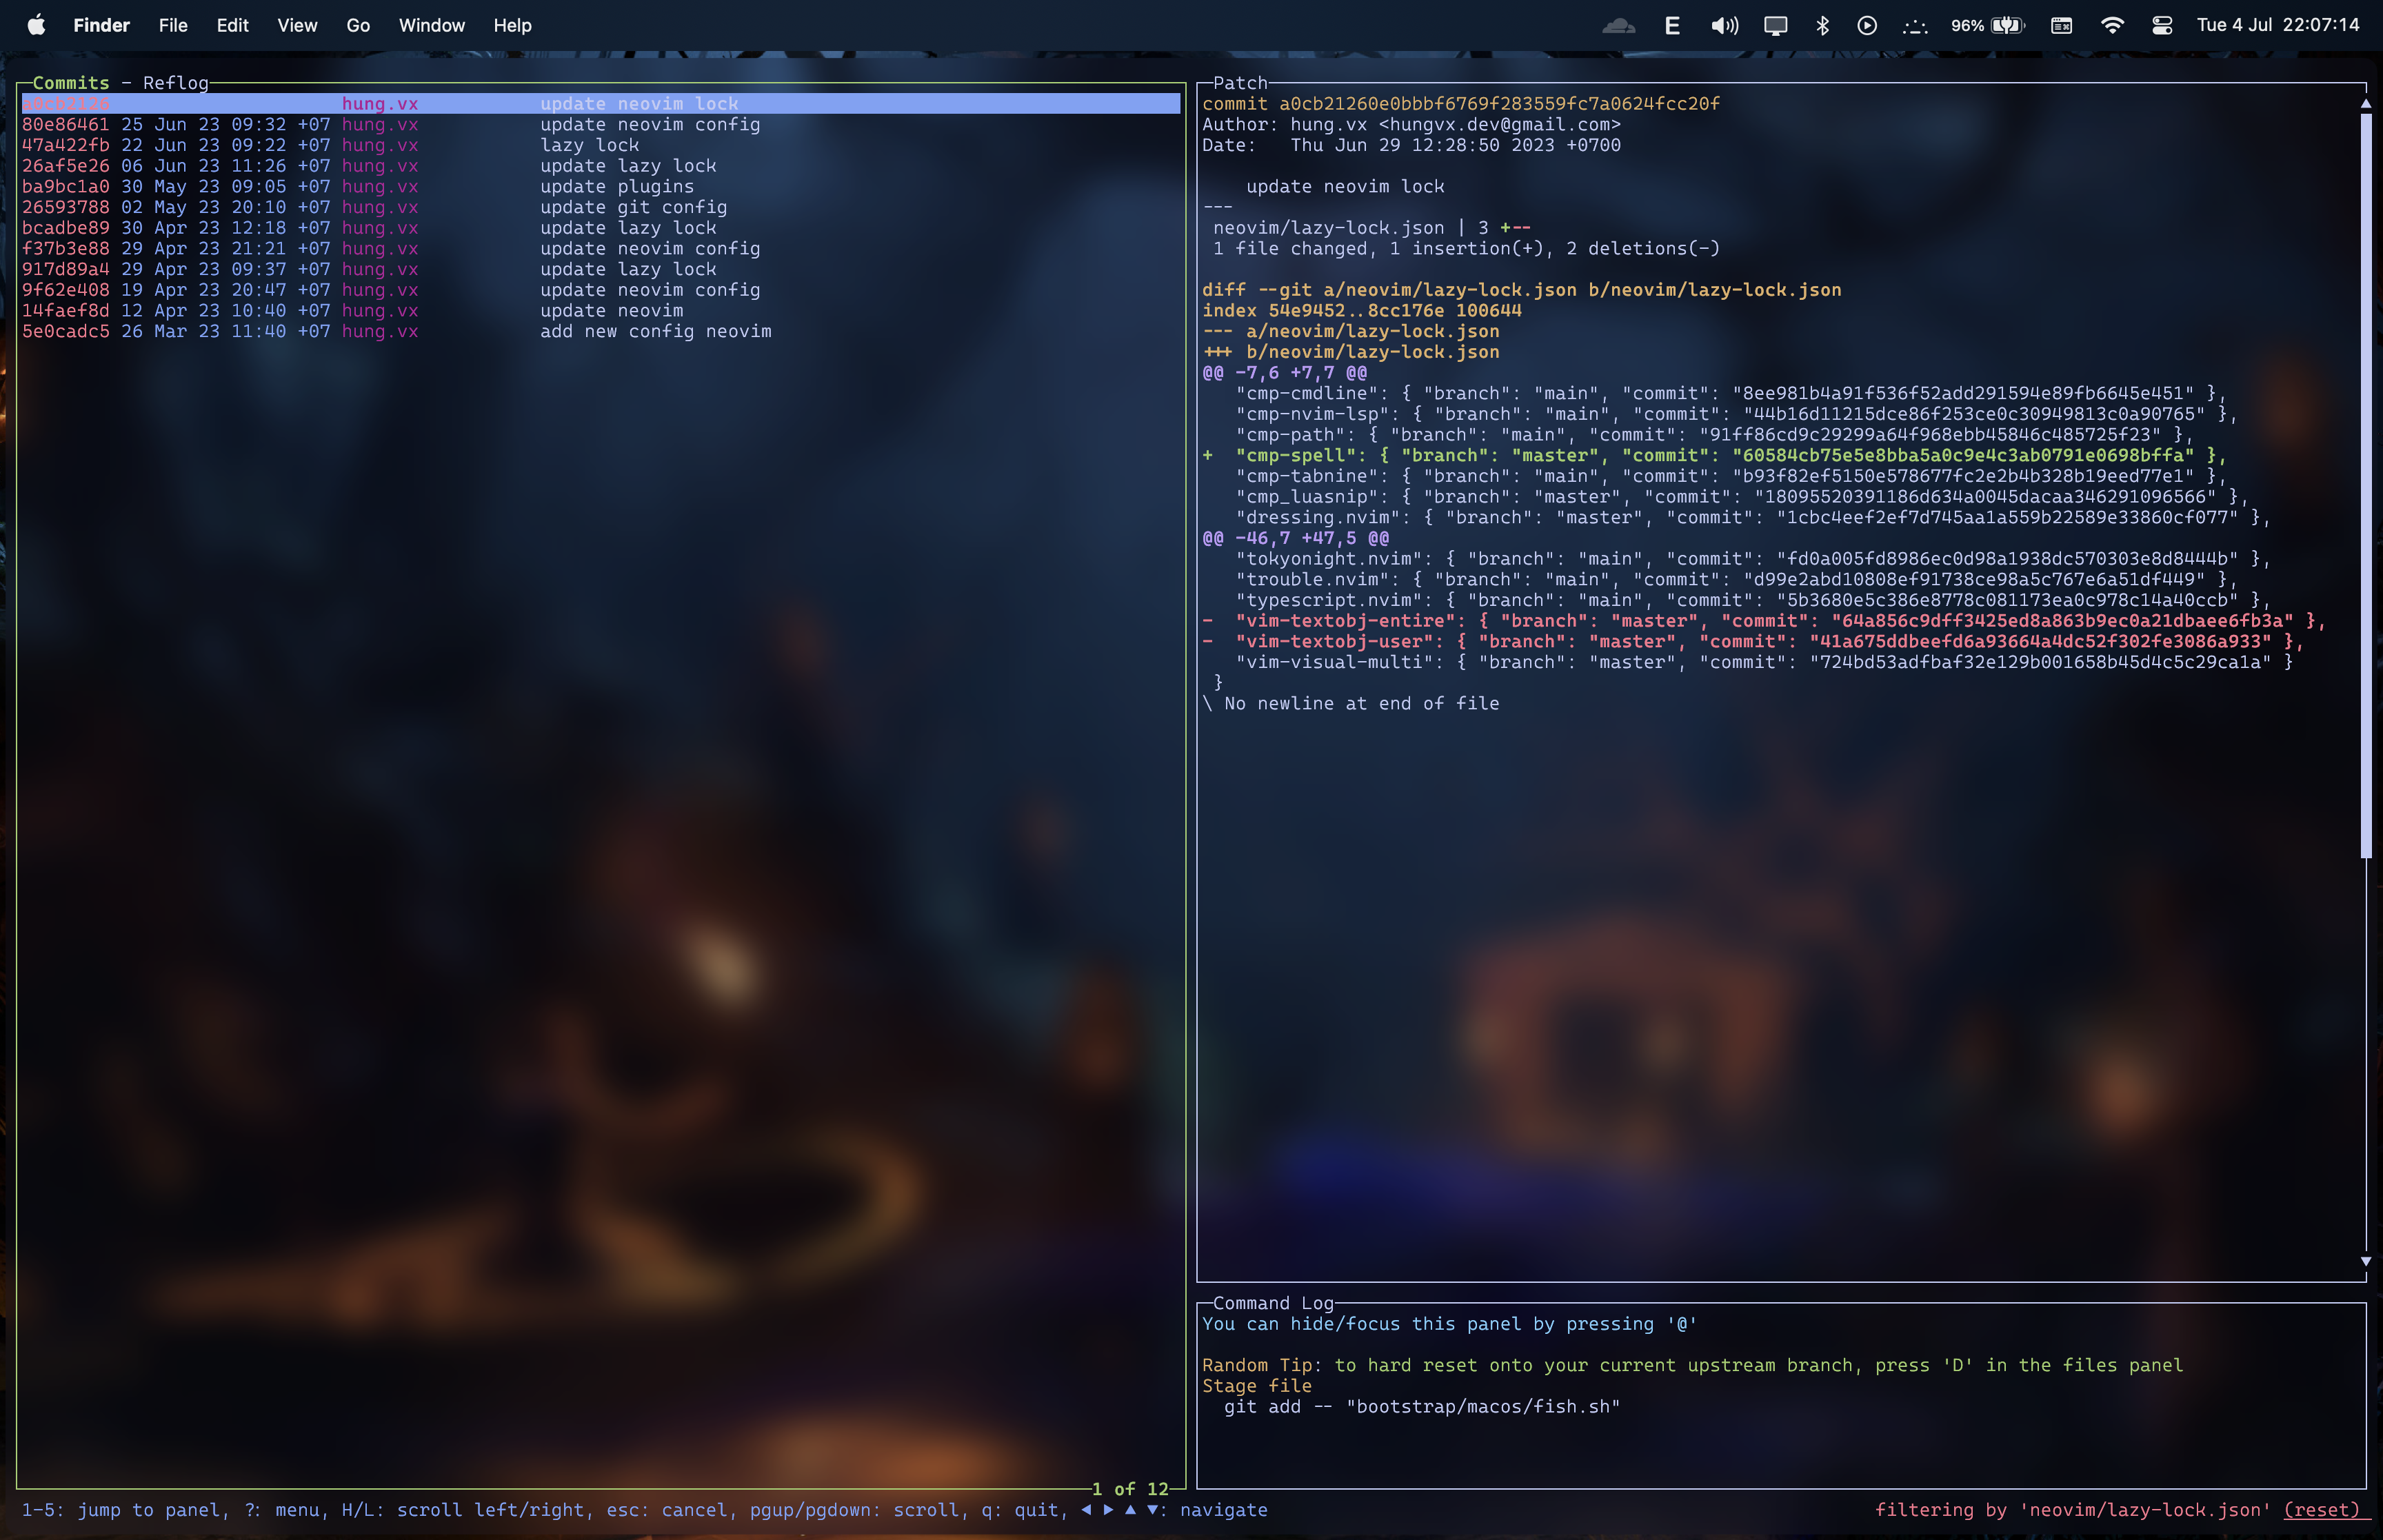 Finder File Edit View Go Window Help
E 96% Tue 4 Jul 22:07:14
Commits - Reflog
a0cb2126 hung.vx update neovim lock
80e86461 25 Jun 23 09:32 +07 hung.vx update neovim config
47a422fb 22 Jun 23 09:22 +07 hung.vx lazy lock
26af5e26 06 Jun 23 11:26 +07 hung.vx update lazy lock
ba9bc1a0 30 May 23 09:05 +07 hung.vx update plugins
26593788 02 May 23 20:10 +07 hung.vx update git config
bcadbe89 30 Apr 23 12:18 +07 hung.vx update lazy lock
f37b3e88 29 Apr 23 21:21 +07 hung.vx update neovim config
917d89a4 29 Apr 23 09:37 +07 hung.vx update lazy lock
9f62e408 19 Apr 23 20:47 +07 hung.vx update neovim config
14faef8d 12 Apr 23 10:40 +07 hung.vx update neovim
5e0cadc5 26 Mar 23 11:40 +07 hung.vx add new config neovim
1 of 12
Patch
commit a0cb21260e0bbbf6769f283559fc7a0624fcc20f
Author: hung.vx <hungvx.dev@gmail.com>
Date:   Thu Jun 29 12:28:50 2023 +0700
update neovim lock
---
neovim/lazy-lock.json | 3 +--
1 file changed, 1 insertion(+), 2 deletions(-)
diff --git a/neovim/lazy-lock.json b/neovim/lazy-lock.json
index 54e9452..8cc176e 100644
--- a/neovim/lazy-lock.json
+++ b/neovim/lazy-lock.json
@@ -7,6 +7,7 @@
"cmp-cmdline": { "branch": "main", "commit": "8ee981b4a91f536f52add291594e89fb6645e451" },
"cmp-nvim-lsp": { "branch": "main", "commit": "44b16d11215dce86f253ce0c30949813c0a90765" },
"cmp-path": { "branch": "main", "commit": "91ff86cd9c29299a64f968ebb45846c485725f23" },
+  "cmp-spell": { "branch": "master", "commit": "60584cb75e5e8bba5a0c9e4c3ab0791e0698bffa" },
"cmp-tabnine": { "branch": "main", "commit": "b93f82ef5150e578677fc2e2b4b328b19eed77e1" },
"cmp_luasnip": { "branch": "master", "commit": "18095520391186d634a0045dacaa346291096566" },
"dressing.nvim": { "branch": "master", "commit": "1cbc4eef2ef7d745aa1a559b22589e33860cf077" },
@@ -46,7 +47,5 @@
"tokyonight.nvim": { "branch": "main", "commit": "fd0a005fd8986ec0d98a1938dc570303e8d8444b" },
"trouble.nvim": { "branch": "main", "commit": "d99e2abd10808ef91738ce98a5c767e6a51df449" },
"typescript.nvim": { "branch": "main", "commit": "5b3680e5c386e8778c081173ea0c978c14a40ccb" },
-  "vim-textobj-entire": { "branch": "master", "commit": "64a856c9dff3425ed8a863b9ec0a21dbaee6fb3a" },
-  "vim-textobj-user": { "branch": "master", "commit": "41a675ddbeefd6a93664a4dc52f302fe3086a933" },
"vim-visual-multi": { "branch": "master", "commit": "724bd53adfbaf32e129b001658b45d4c5c29ca1a" }
}
\ No newline at end of file
Command Log
You can hide/focus this panel by pressing '@'
Random Tip: to hard reset onto your current upstream branch, press 'D' in the files panel
Stage file
git add -- "bootstrap/macos/fish.sh"
1-5: jump to panel, ?: menu, H/L: scroll left/right, esc: cancel, pgup/pgdown: scroll, q: quit, ◀ ▶ ▲ ▼: navigate
filtering by 'neovim/lazy-lock.json' (reset)